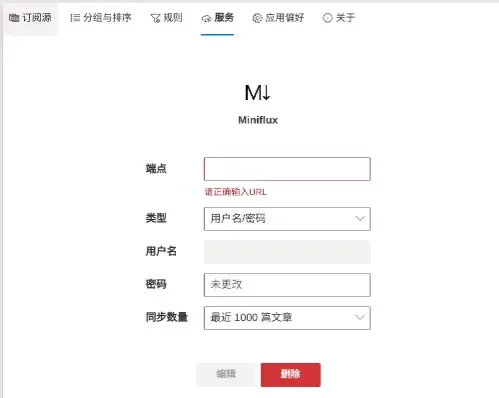 订阅源 分组与排序 规则 服务 应用偏好 关于
M↓
Miniflux
端点
请正确输入URL
类型 用户名/密码
用户名
密码 未更改
同步数量 最近 1000 篇文章
编辑 删除